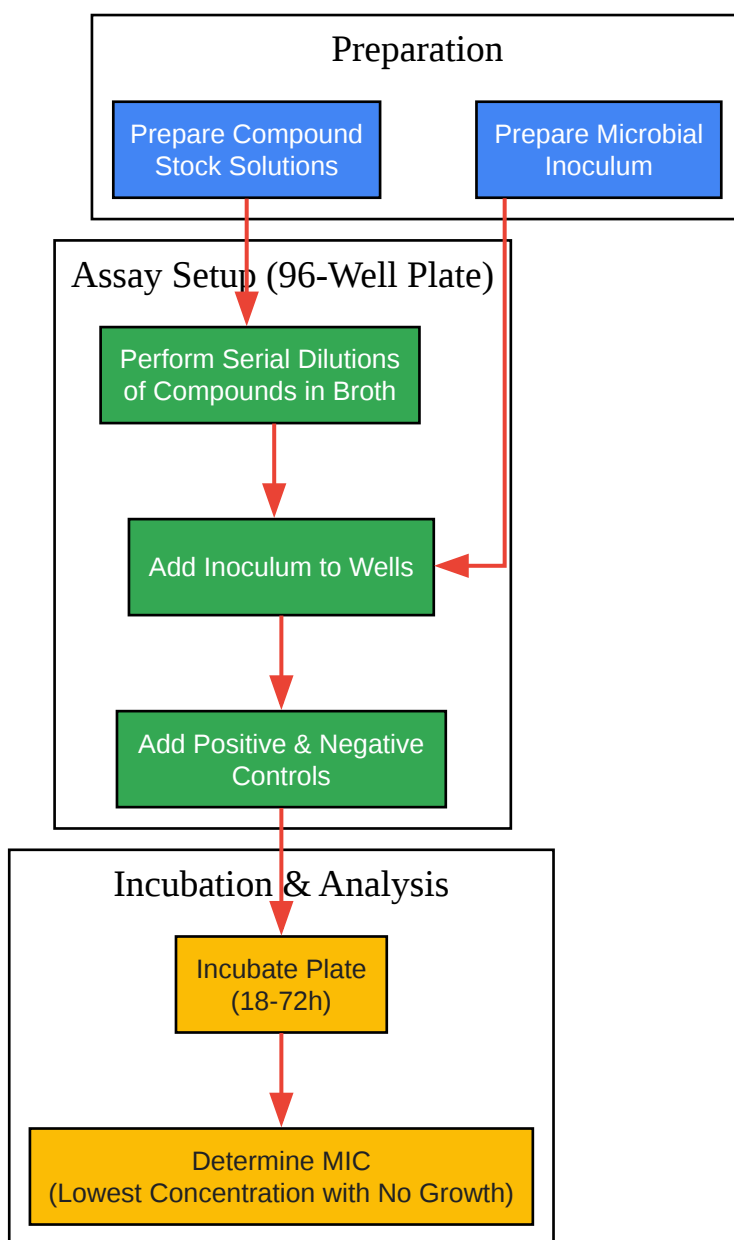 Preparation
Prepare Compound
Stock Solutions
Prepare Microbial
Inoculum
Assay Setup (96-Well Plate)
Perform Serial Dilutions
of Compounds in Broth
Add Inoculum to Wells
Add Positive & Negative
Controls
Incubation & Analysis
Incubate Plate
(18-72h)
Determine MIC
(Lowest Concentration with No Growth)